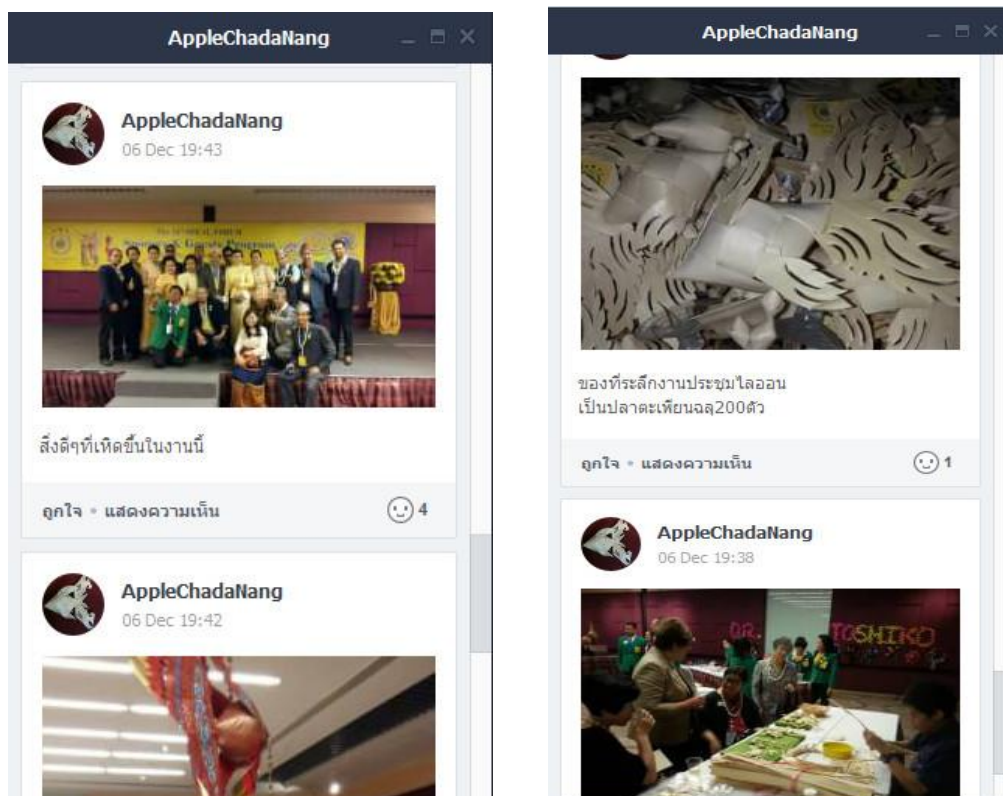 AppleChadaNang
AppleChadaNang
06 Dec 19:43
Spouses & Guests Program
สิ่งดีๆที่เหิดขึ้นในงานนี้
ถูกใจ • แสดงความเห็น
4
AppleChadaNang
06 Dec 19:42
AppleChadaNang
ของที่ระลึกงานประชุมไลออน
เป็นปลาตะเพียนฉลุ200ตัว
ถูกใจ • แสดงความเห็น
1
AppleChadaNang
06 Dec 19:38
DR. TOSHIKO